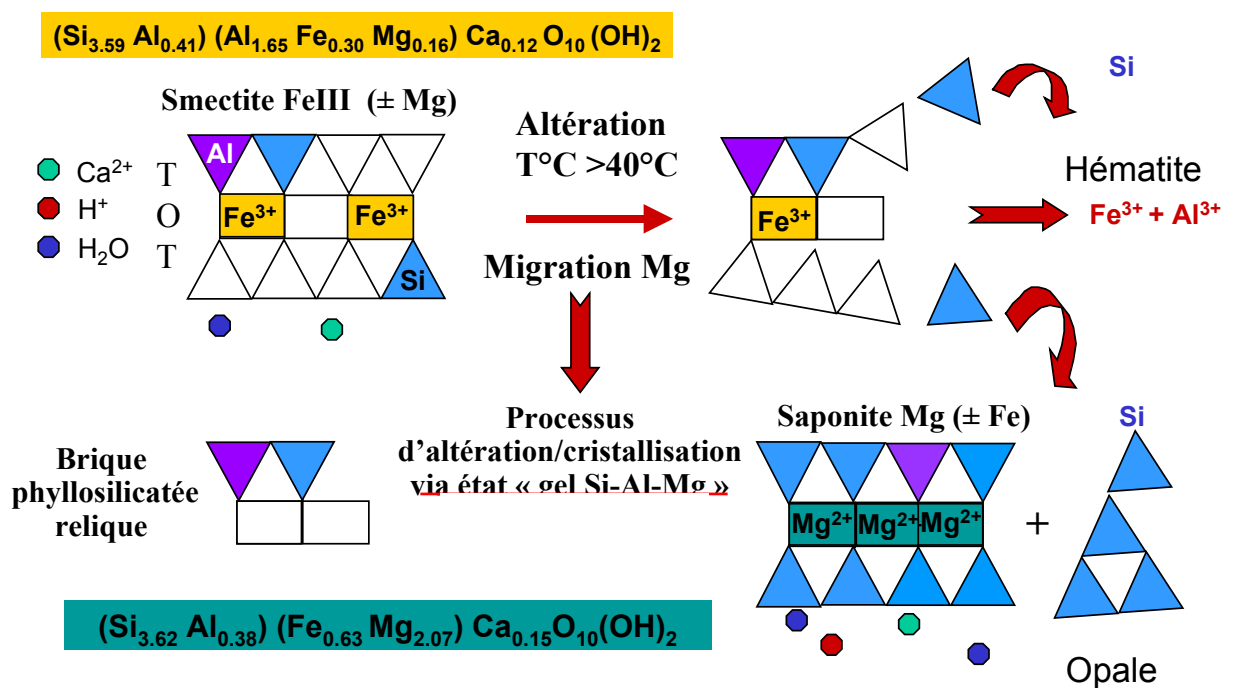 (Si3.59 Al0.41) (Al1.65 Fe0.30 Mg0.16) Ca0.12 O10 (OH)2
Smectite FeIII (± Mg)
Ca2+
H+
H2O
T
O
T
Al
Fe3+
Fe3+
Si
Altération
T°C >40°C
Migration Mg
Fe3+
Si
Hématite
Fe3+ + Al3+
Processus
d'altération/cristallisation
via état « gel Si-Al-Mg »
Brique
phyllosilicatée
relique
Saponite Mg (± Fe)
Si
Mg2+ Mg2+ Mg2+
+
Opale
(Si3.62 Al0.38) (Fe0.63 Mg2.07) Ca0.15O10(OH)2